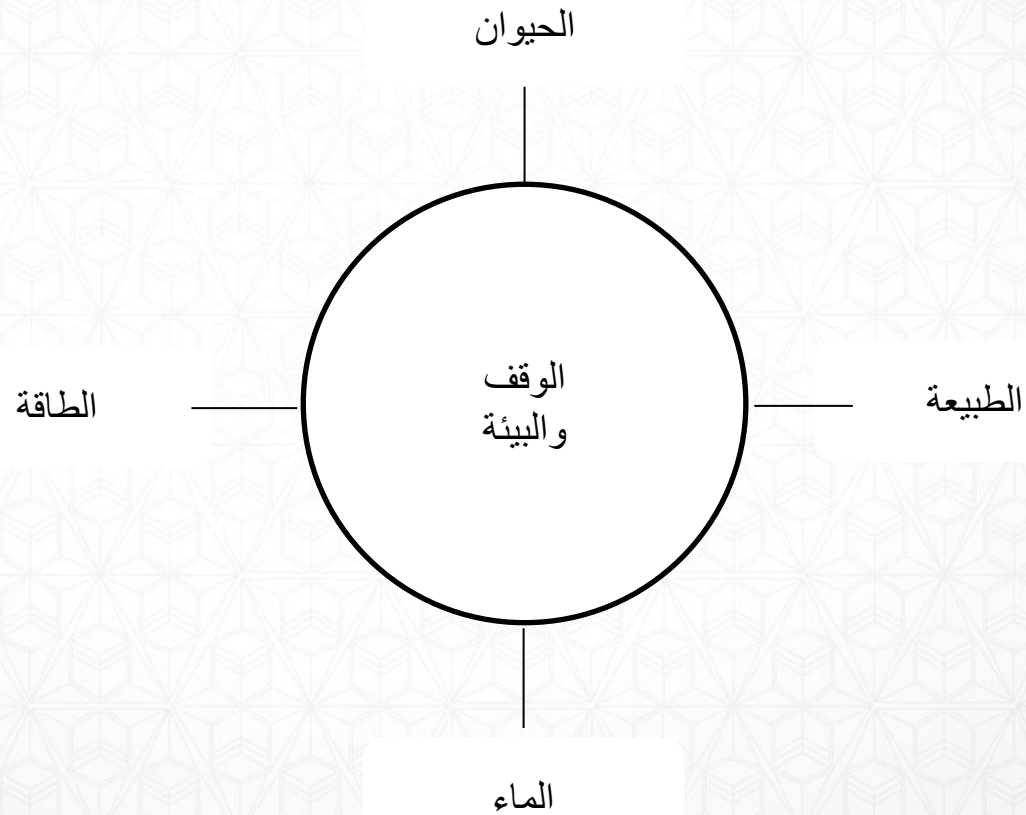 الحيوان
الطبيعة
الوقف
والبيئة
الطاقة
الماء